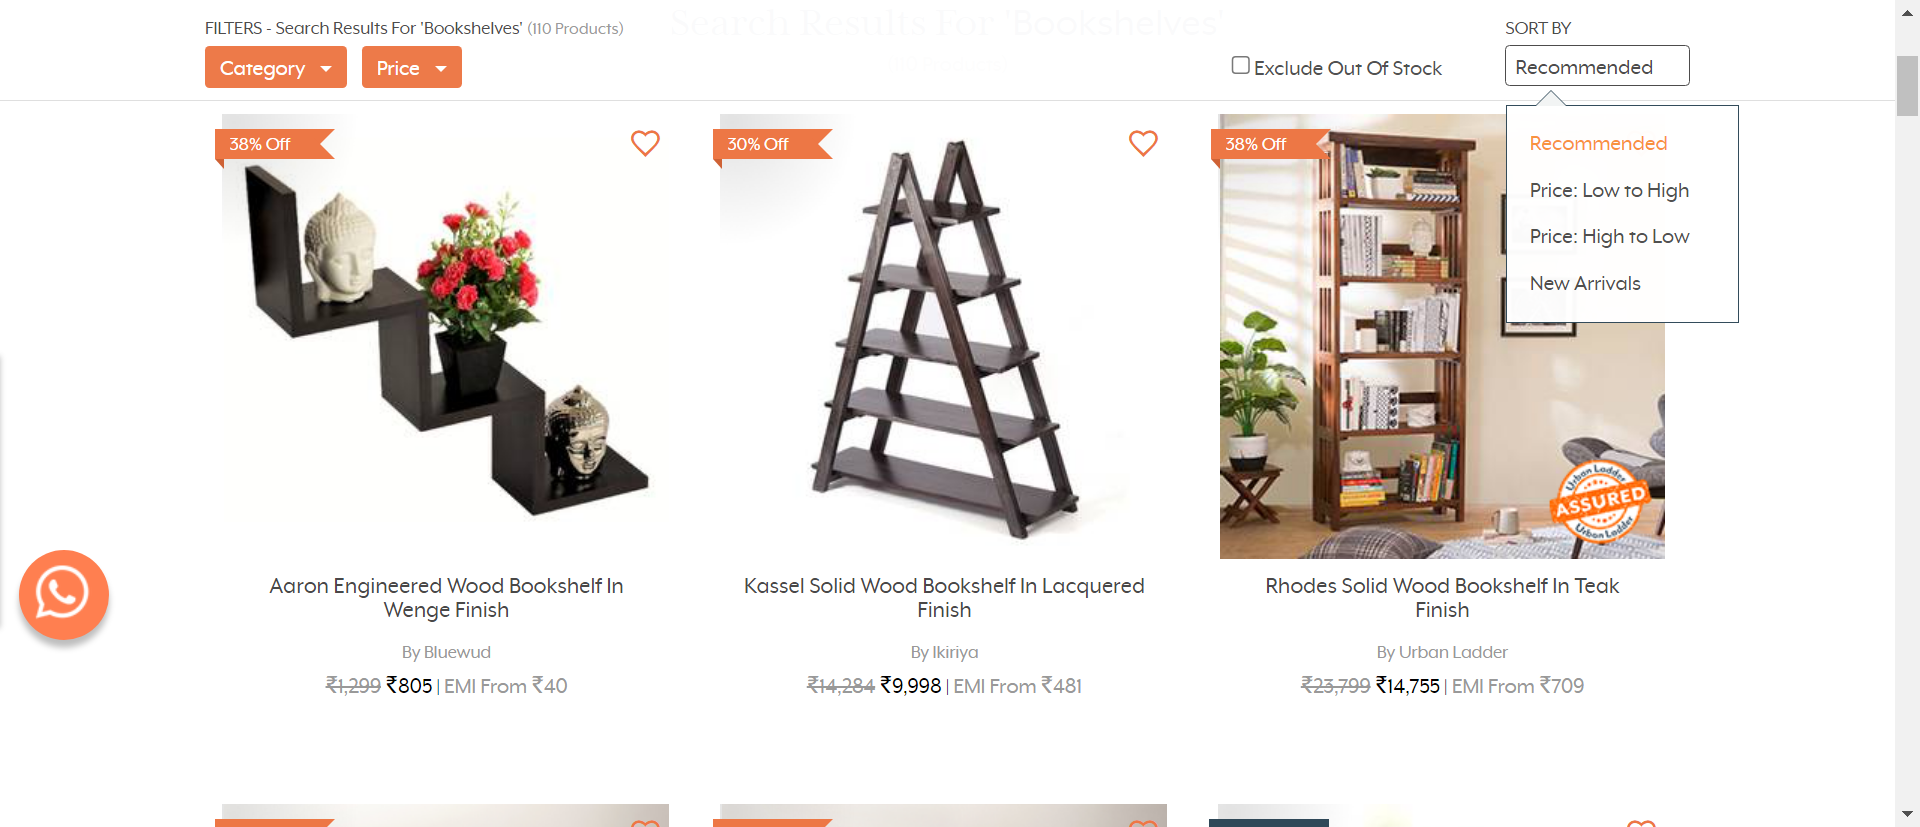 Search Results For 'Bookshelves'
FILTERS - Search Results For 'Bookshelves' (110 Products)
SORT BY
Category
Price
Exclude Out Of Stock
Recommended
Recommended
Price: Low to High
Price: High to Low
New Arrivals
38% Off
30% Off
38% Off
Urban Ladder
ASSURED
Urban Ladder
Aaron Engineered Wood Bookshelf In
Wenge Finish
By Bluewud
₹1,299 ₹805 | EMI From ₹40
Kassel Solid Wood Bookshelf In Lacquered
Finish
By Ikiriya
₹14,284 ₹9,998 | EMI From ₹481
Rhodes Solid Wood Bookshelf In Teak
Finish
By Urban Ladder
₹23,799 ₹14,755 | EMI From ₹709